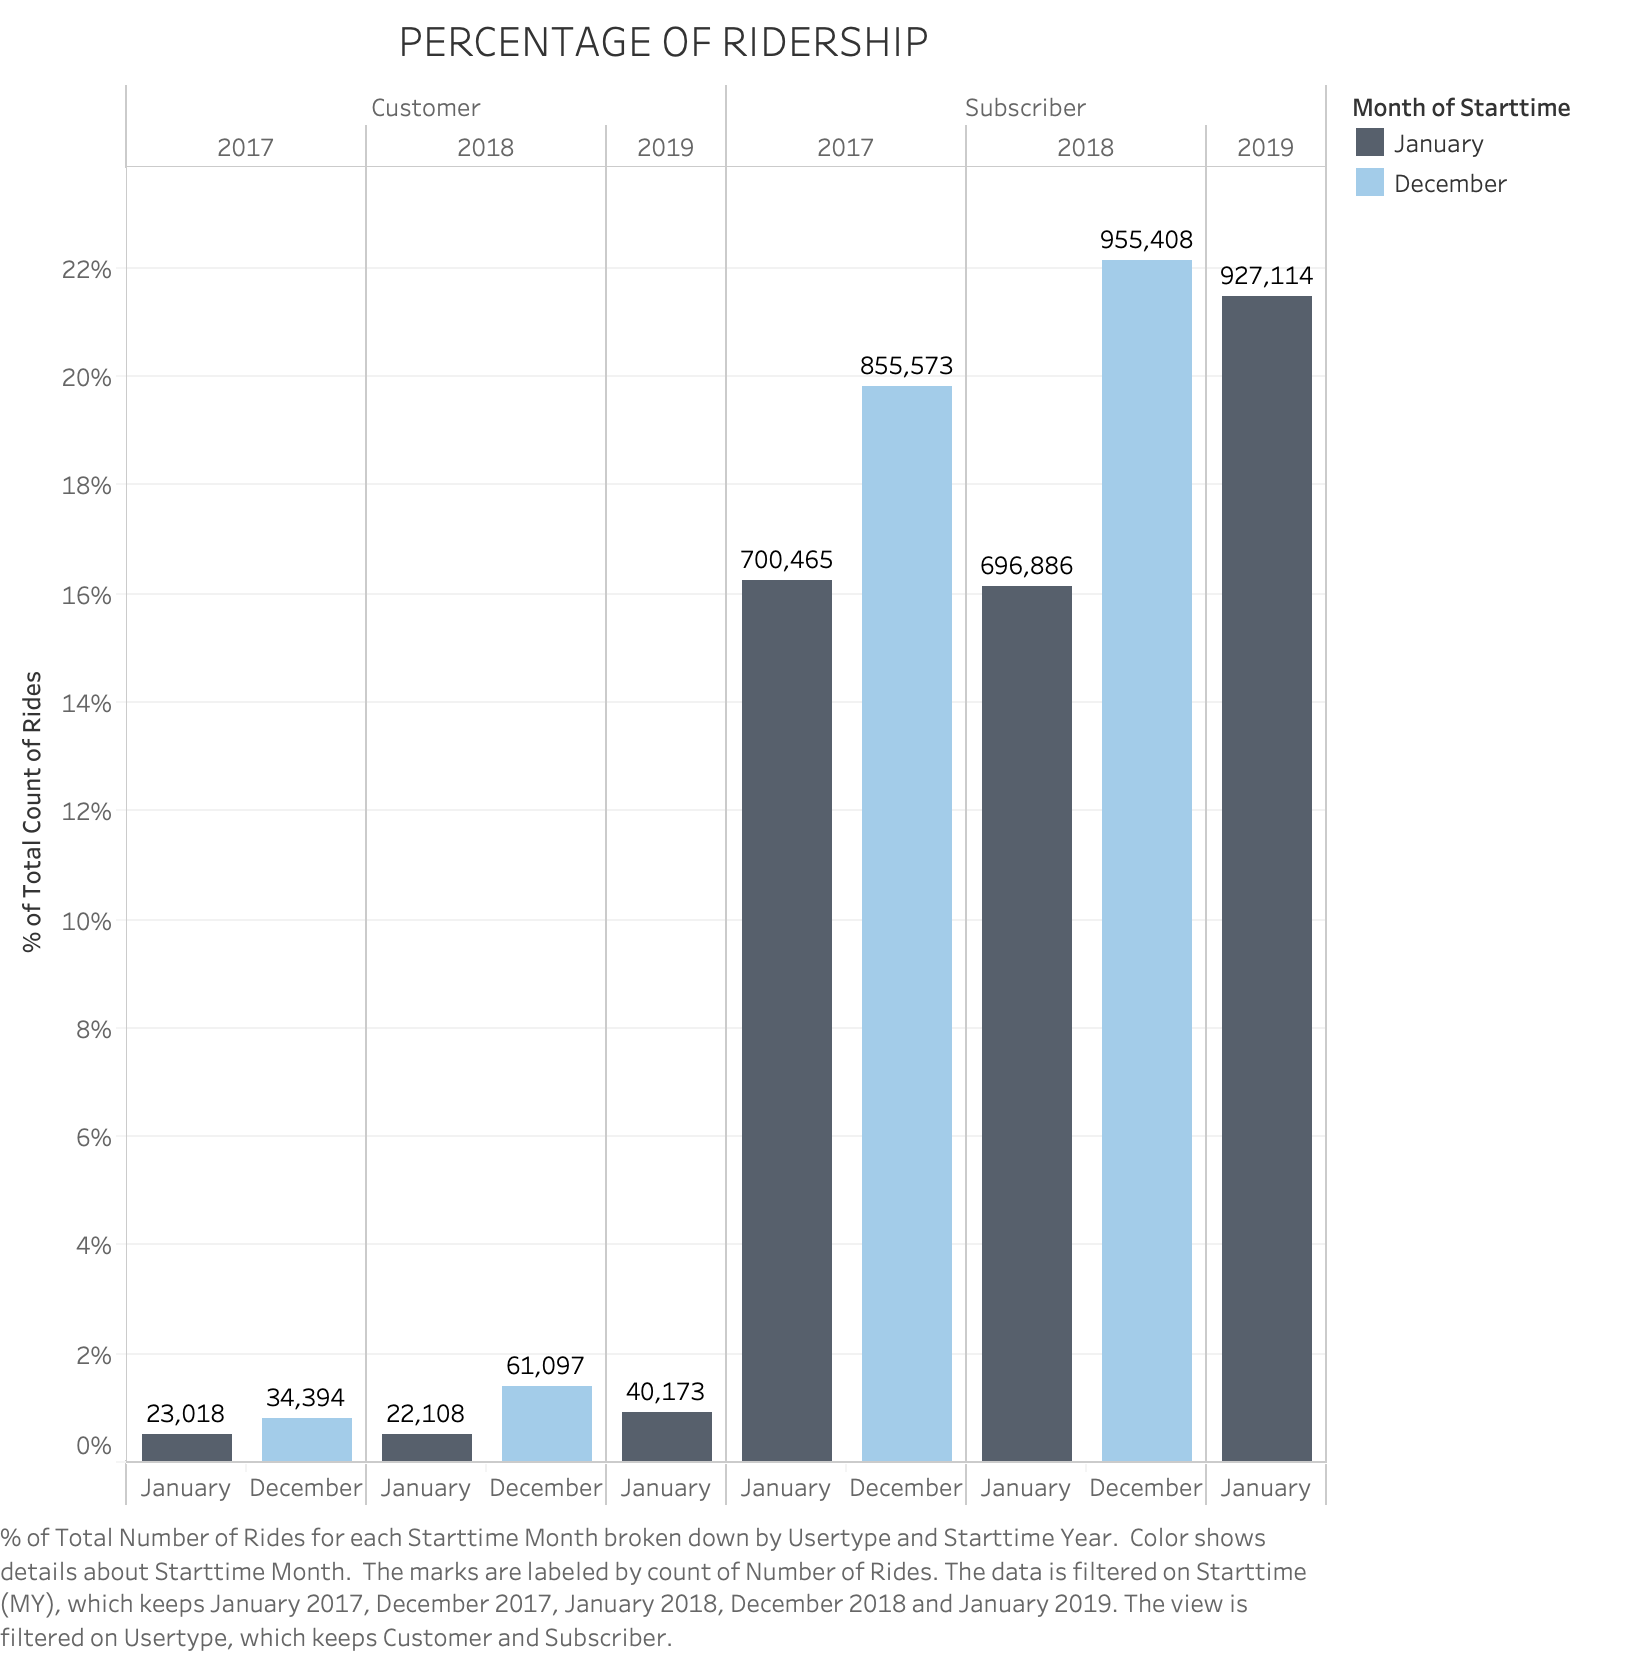 PERCENTAGE OF RIDERSHIP
Customer Subscriber
2017 2018 2019 2017 2018 2019
Month of Starttime
January
December
955,408
22%
927,114
855,573
20%
18%
700,465
696,886
16%
14%
12%
10%
8%
6%
4%
2%
61,097
40,173
34,394
23,018
22,108
0%
% of Total Count of Rides
January December January December January January December January December January
% of Total Number of Rides for each Starttime Month broken down by Usertype and Starttime Year. Color shows
details about Starttime Month. The marks are labeled by count of Number of Rides. The data is filtered on Starttime
(MY), which keeps January 2017, December 2017, January 2018, December 2018 and January 2019. The view is
filtered on Usertype, which keeps Customer and Subscriber.